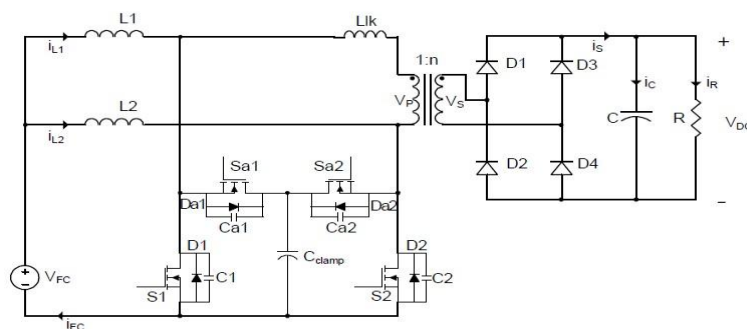 L1
Llk
iL1
1:n
iS
+
D1
D3
L2
VP
VS
iC
iR
iL2
C
R
VDC
Sa1
Sa2
D2
D4
Da1
Da2
Ca1
Ca2
−
D1
Cclamp
D2
+
−
VFC
C1
C2
S1
S2
iFC